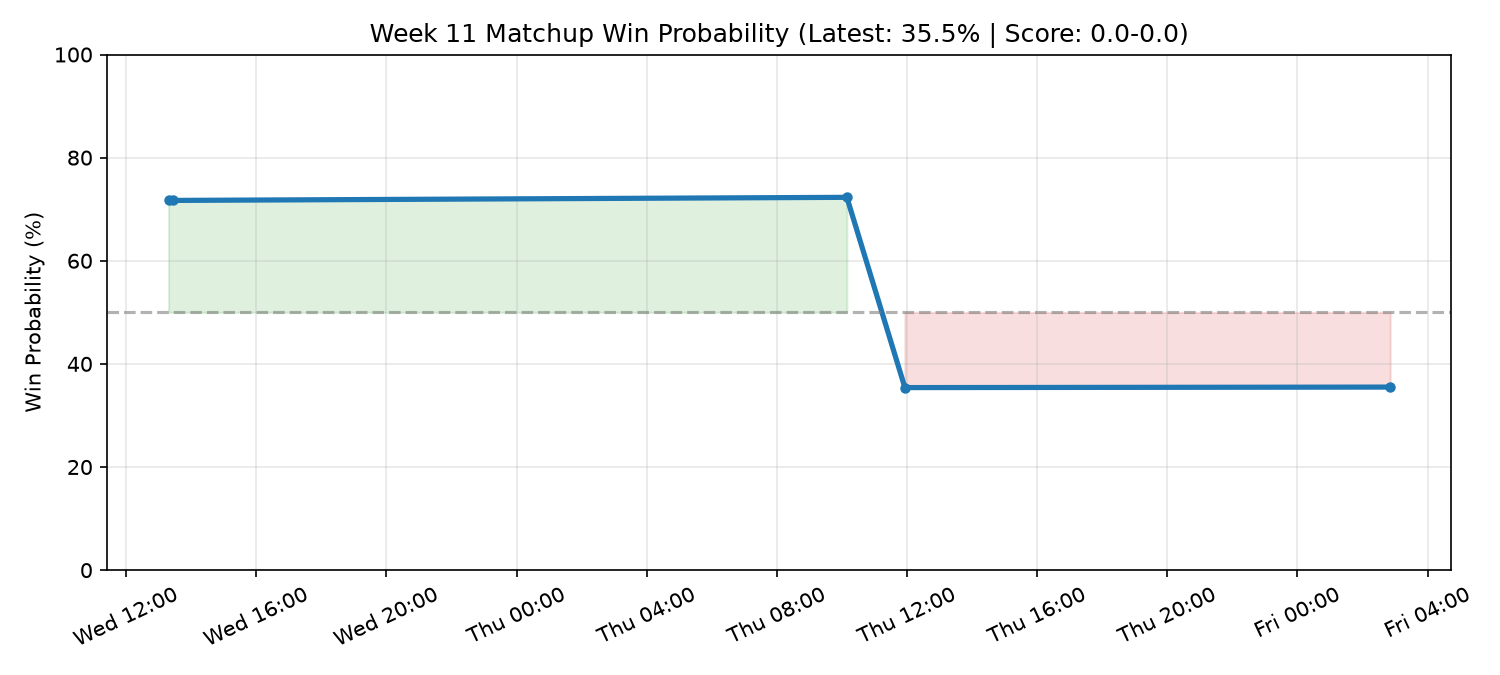 Week 11 Matchup Win Probability (Latest: 35.5% | Score: 0.0-0.0)
Win Probability (%)
100
80
60
40
20
0
Wed 12:00
Wed 16:00
Wed 20:00
Thu 00:00
Thu 04:00
Thu 08:00
Thu 12:00
Thu 16:00
Thu 20:00
Fri 00:00
Fri 04:00